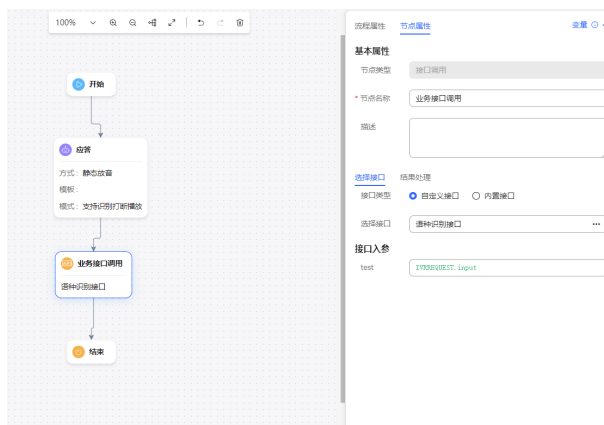 100%
开始
应答
方式： 静态放音
模板：
模式： 支持识别打断播放
业务接口调用
语种识别接口
结束
流程属性 节点属性 变量
基本属性
节点类型 接口调用
* 节点名称 业务接口调用
描述
选择接口 结果处理
接口类型 自定义接口 内置接口
选择接口 语种识别接口 ...
接口入参
test IVRREQUEST.input